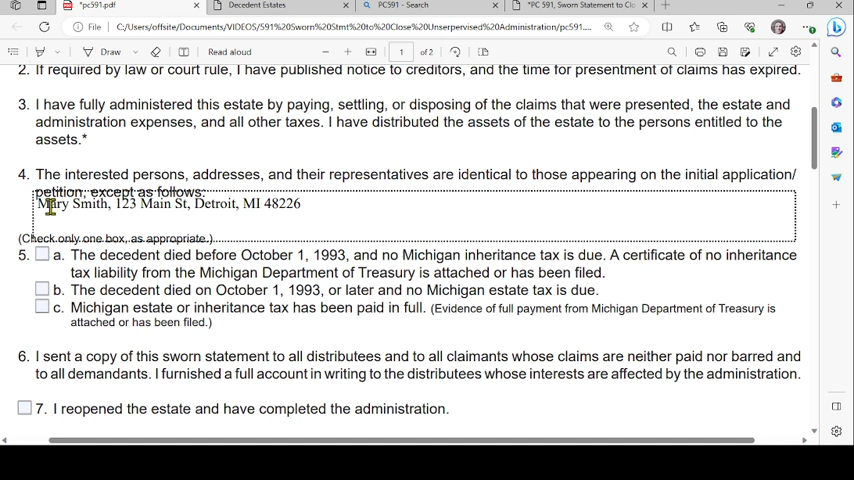 *pc591.pdf
Decedent Estates
PC591 - Search
*PC 591, Sworn Statement to Clo
File
C:/Users/offsite/Documents/VIDEOS/591%20Sworn%20Stmt%20to%20Close%20Unserpervised%20Administration/pc591....
Draw
Read aloud
1 of 2
2. If required by law or court rule, I have published notice to creditors, and the time for presentment of claims has expired.
3. I have fully administered this estate by paying, settling, or disposing of the claims that were presented, the estate and
administration expenses, and all other taxes. I have distributed the assets of the estate to the persons entitled to the
assets.*
4. The interested persons, addresses, and their representatives are identical to those appearing on the initial application/
petition, except as follows:
Mary Smith, 123 Main St, Detroit, MI 48226
(Check only one box, as appropriate.)
5. a. The decedent died before October 1, 1993, and no Michigan inheritance tax is due. A certificate of no inheritance
tax liability from the Michigan Department of Treasury is attached or has been filed.
b. The decedent died on October 1, 1993, or later and no Michigan estate tax is due.
c. Michigan estate or inheritance tax has been paid in full. (Evidence of full payment from Michigan Department of Treasury is
attached or has been filed.)
6. I sent a copy of this sworn statement to all distributees and to all claimants whose claims are neither paid nor barred and
to all demandants. I furnished a full account in writing to the distributees whose interests are affected by the administration.
7. I reopened the estate and have completed the administration.